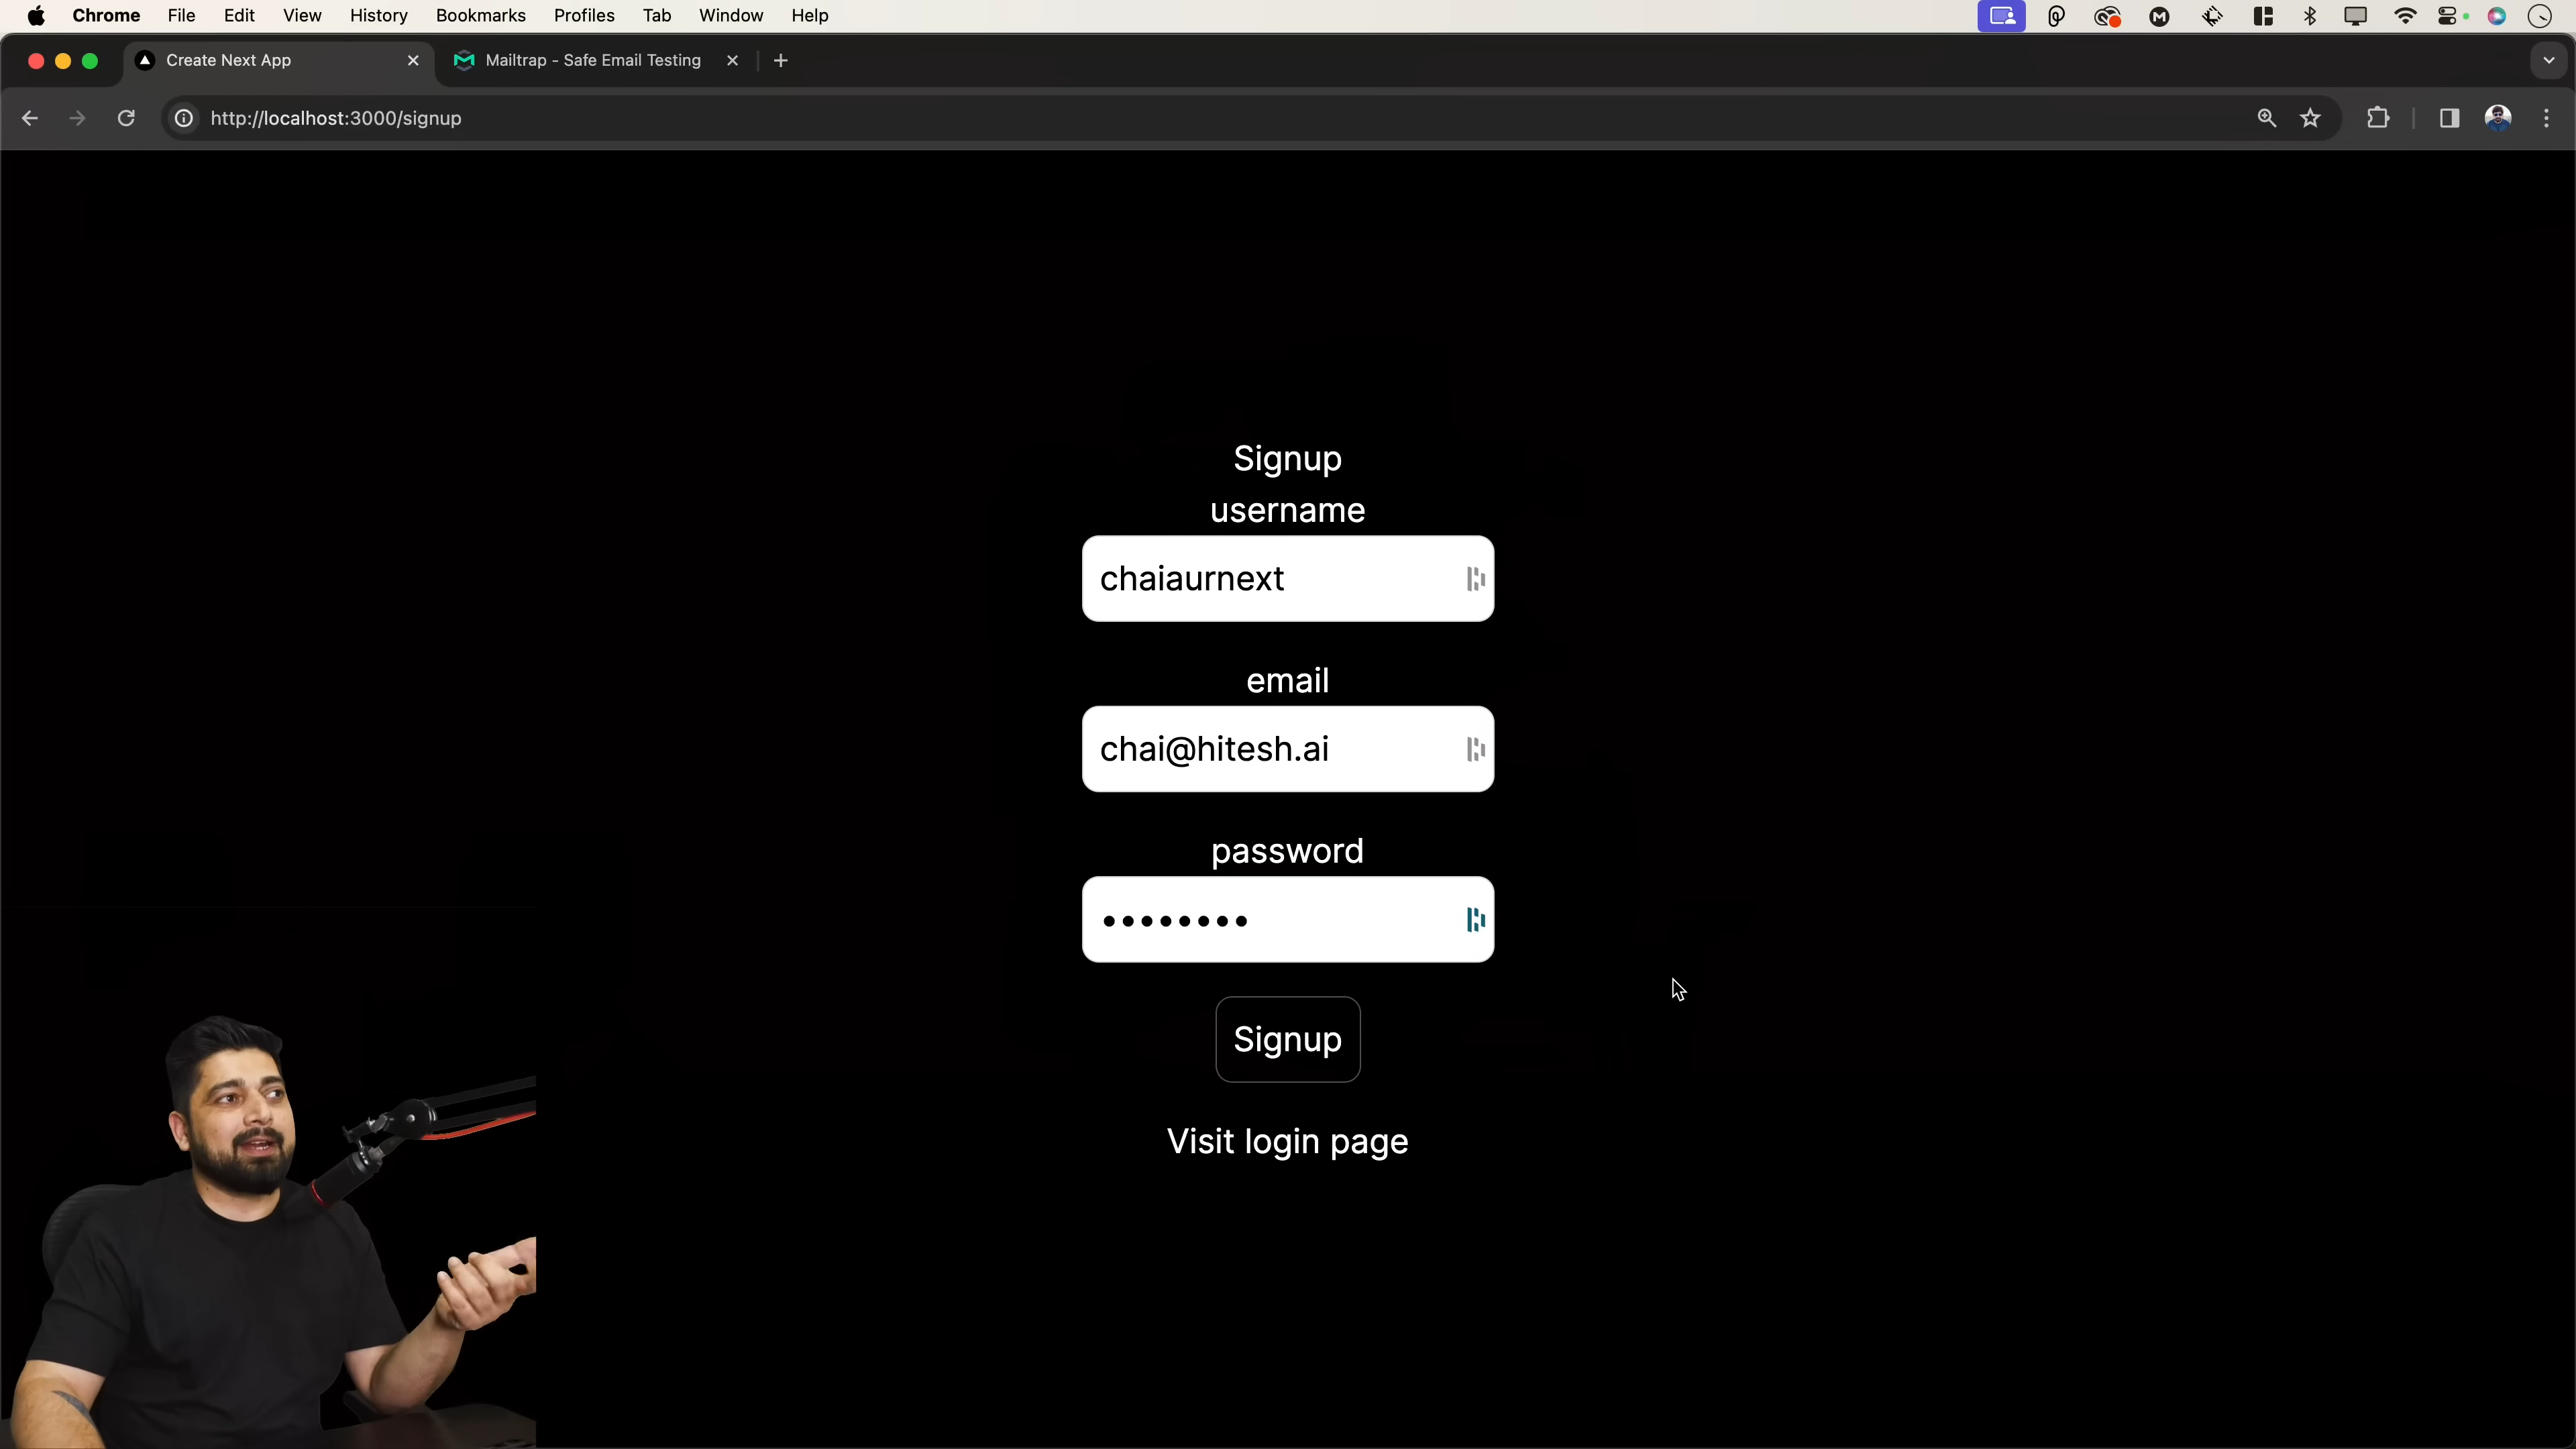 Chrome File Edit View History Bookmarks Profiles Tab Window Help
Create Next App
Mailtrap - Safe Email Testing
http://localhost:3000/signup
Signup
username
chaiaurnext
email
chai@hitesh.ai
password
••••••••
Signup
Visit login page